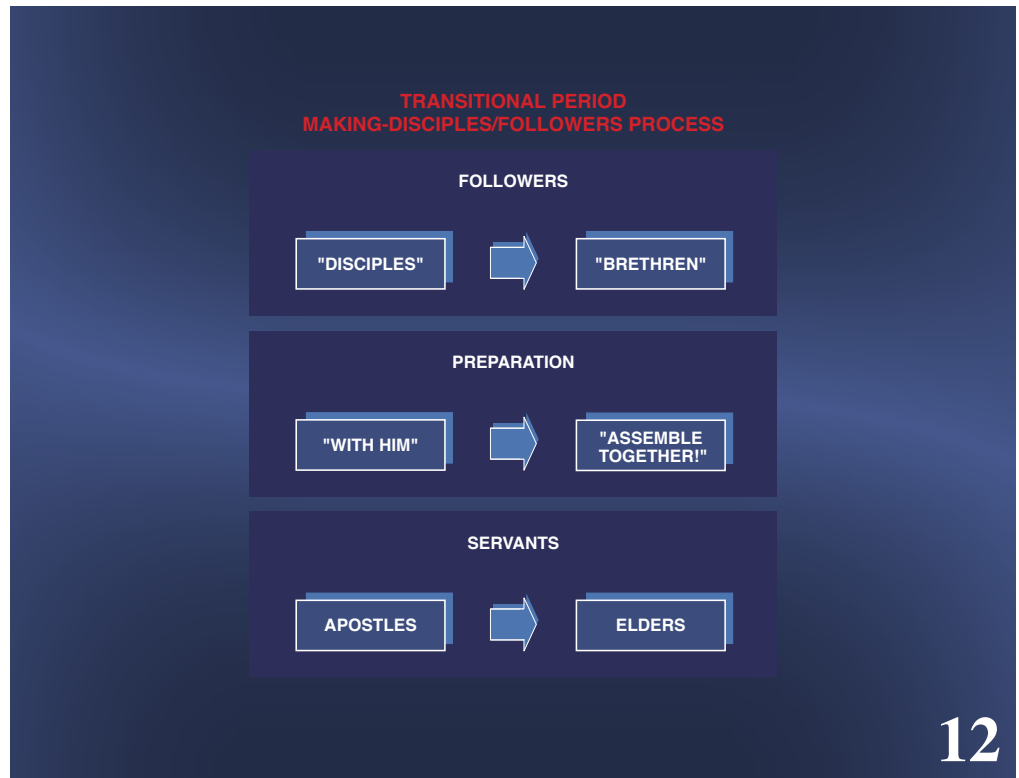 TRANSITIONAL PERIOD
MAKING-DISCIPLES/FOLLOWERS PROCESS
FOLLOWERS
"DISCIPLES"
"BRETHREN"
PREPARATION
"WITH HIM"
"ASSEMBLE
TOGETHER!"
SERVANTS
APOSTLES
ELDERS
12